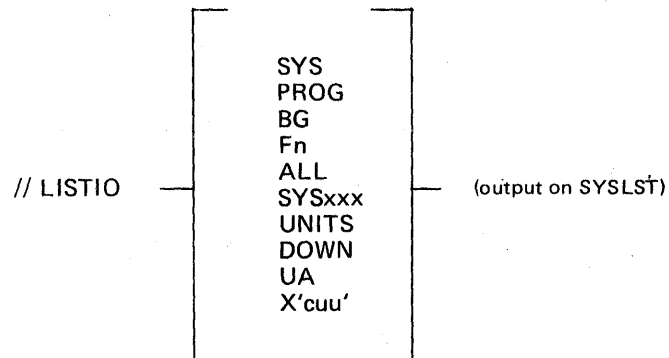 SYS
PROG
BG
Fn
ALL
// LISTIO SYSxxx (output on SYSLST)
UNITS
DOWN
UA
X'cuu'